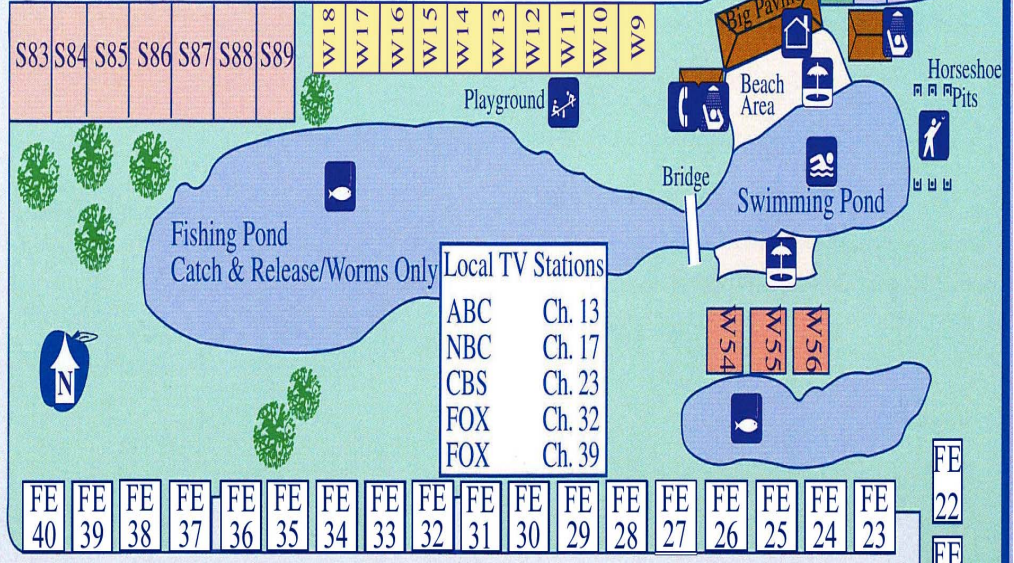 S83 S84 S85 S86 S87 S88 S89
W18 W17 W16 W15 W14 W13 W12 W11 W10 W9
Big
Playground
Beach
Area
Horseshoe
Pits
Bridge
Swimming Pond
Fishing Pond
Catch & Release/Worms Only
Local TV Stations
ABC Ch. 13
NBC Ch. 17
CBS Ch. 23
FOX Ch. 32
FOX Ch. 39
W54 W55 W56
N
FE
22
FE
40
FE
39
FE
38
FE
37
FE
36
FE
35
FE
34
FE
33
FE
32
FE
31
FE
30
FE
29
FE
28
FE
27
FE
26
FE
25
FE
24
FE
23
FE